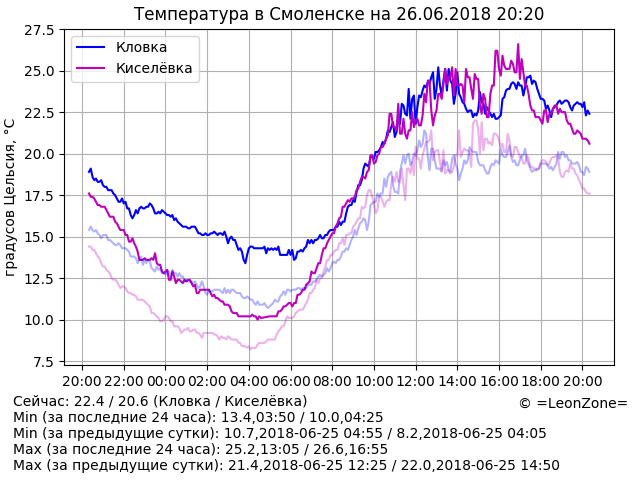 Температура в Смоленске на 26.06.2018 20:20
27.5
25.0
22.5
20.0
17.5
15.0
12.5
10.0
7.5
градусов Цельсия, °C
Кловка
Киселёвка
20:00 22:00 00:00 02:00 04:00 06:00 08:00 10:00 12:00 14:00 16:00 18:00 20:00
Сейчас: 22.4 / 20.6 (Кловка / Киселёвка)
© =LeonZone=
Min (за последние 24 часа): 13.4,03:50 / 10.0,04:25
Min (за предыдущие сутки): 10.7,2018-06-25 04:55 / 8.2,2018-06-25 04:05
Max (за последние 24 часа): 25.2,13:05 / 26.6,16:55
Max (за предыдущие сутки): 21.4,2018-06-25 12:25 / 22.0,2018-06-25 14:50